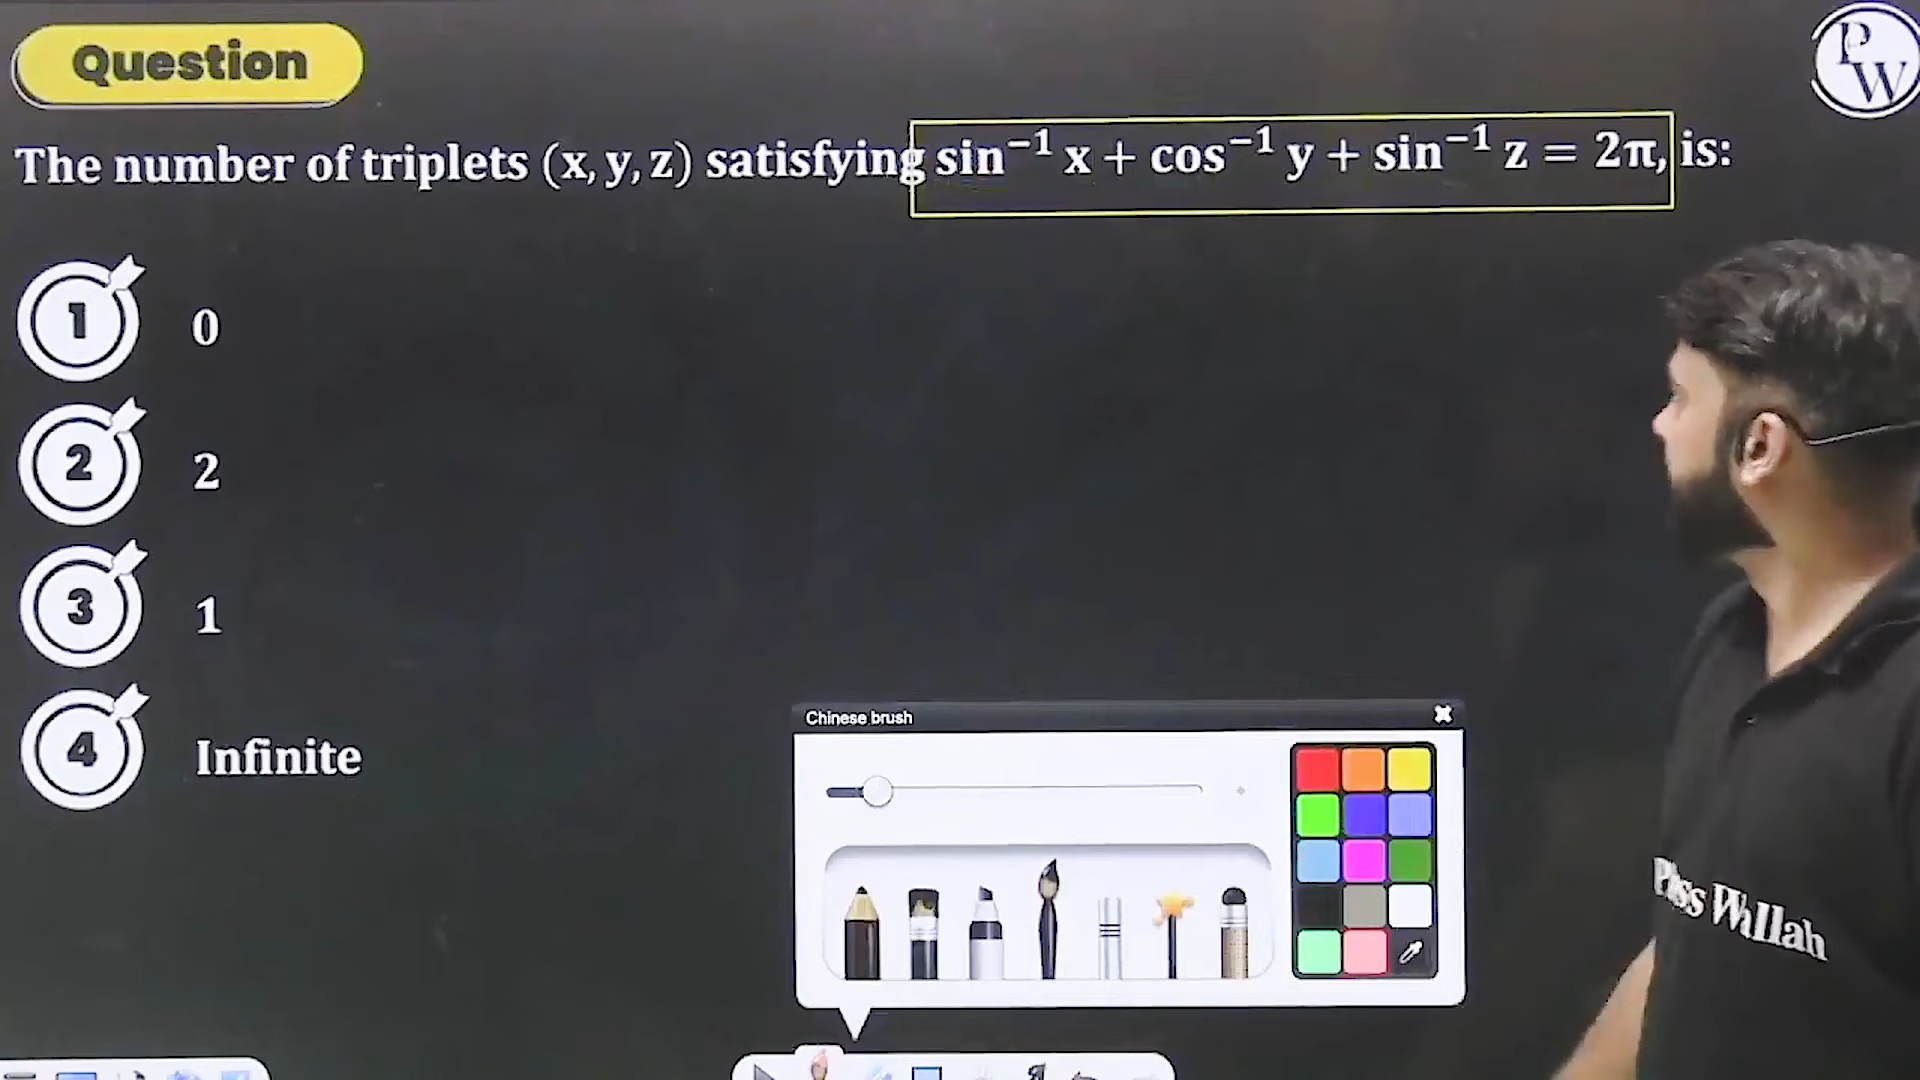 Question
PW
The number of triplets (x, y, z) satisfying sin⁻¹ x + cos⁻¹ y + sin⁻¹ z = 2π, is:
1 0
2 2
3 1
4 Infinite
Chinese brush
Wallah